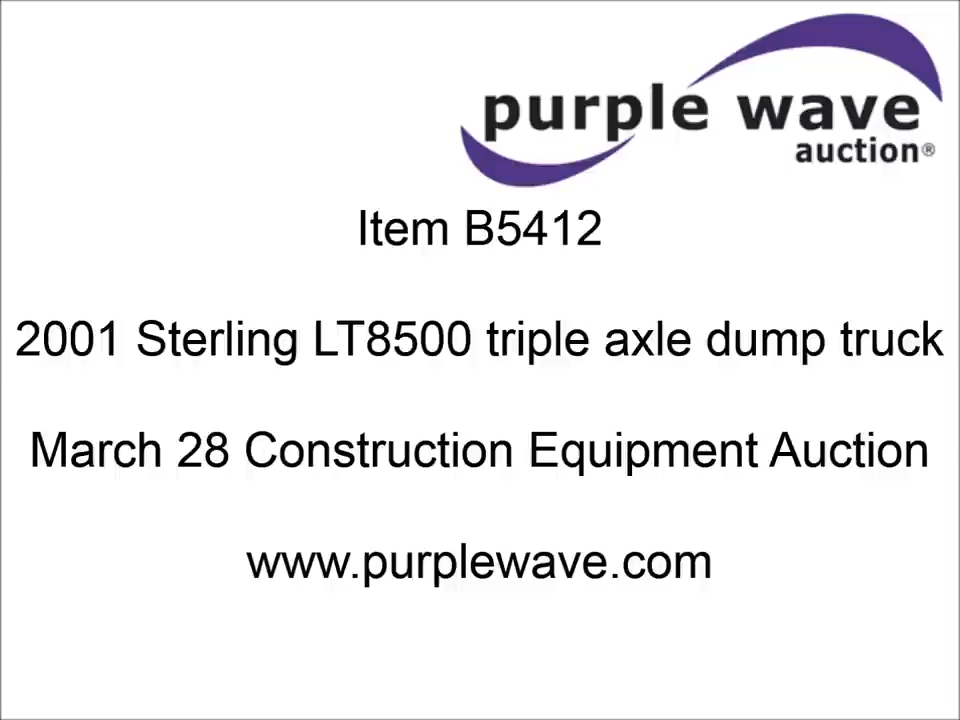 purple wave
auction®
Item B5412
2001 Sterling LT8500 triple axle dump truck
March 28 Construction Equipment Auction
www.purplewave.com